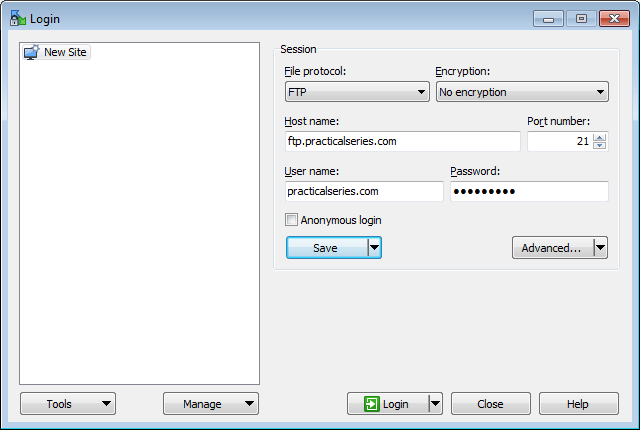 Login
New Site
Session
File protocol:
Encryption:
FTP
No encryption
Host name:
Port number:
ftp.practicalseries.com
21
User name:
Password:
practicalseries.com
●●●●●●●●●
Anonymous login
Save
Advanced...
Tools
Manage
Login
Close
Help